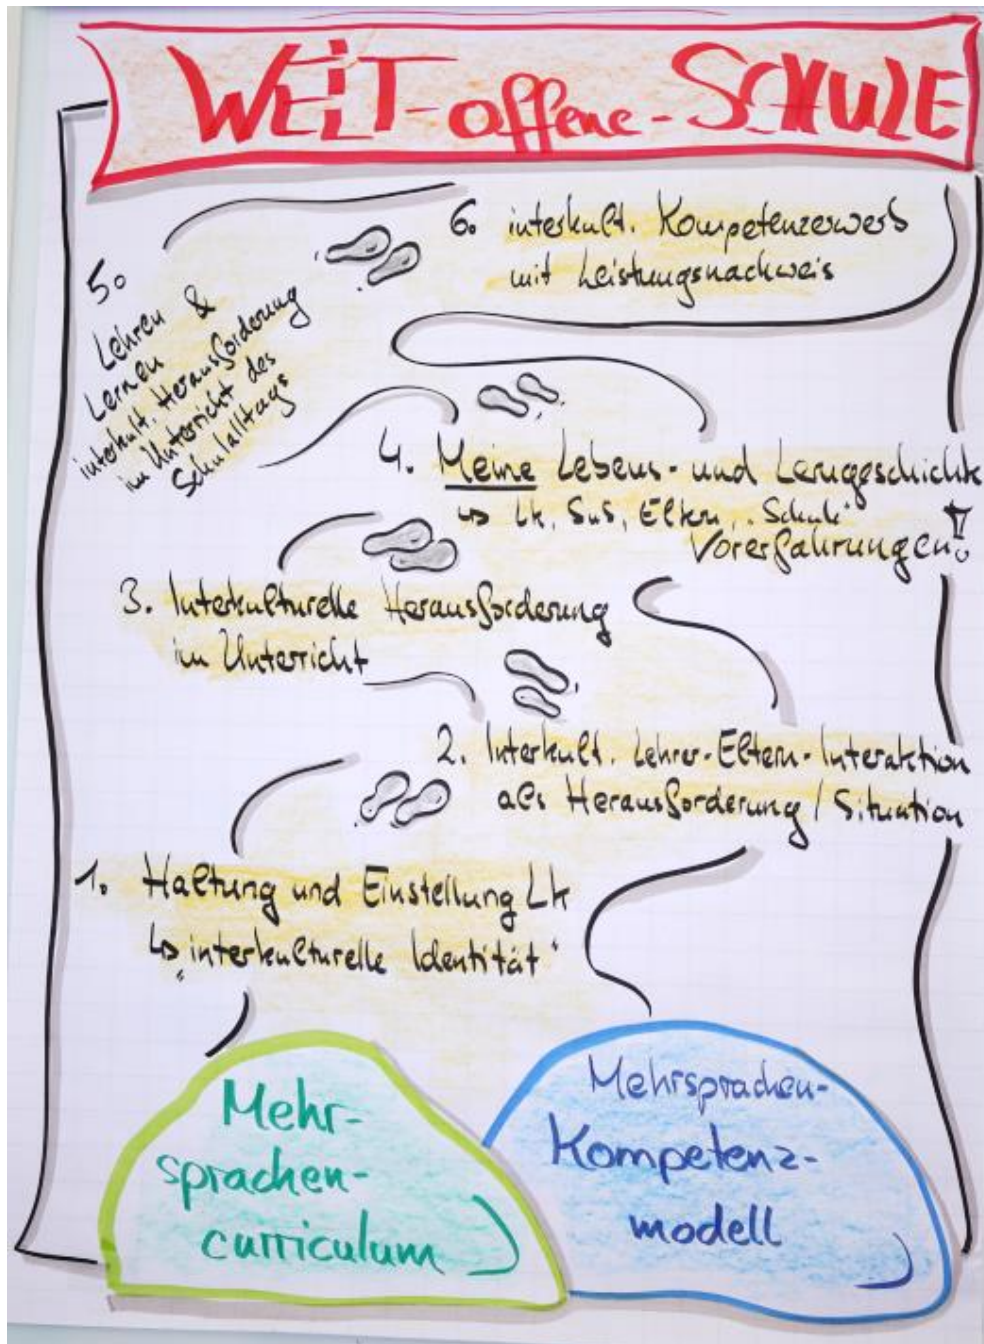 WELT-offene-SCHULE
6. interkult. Kompetenzerwerb
mit Leistungsnachweis
5.
Lehren &
Lernen
interkult. Herausforderung
im Unterricht des
Schulalltags
4. Meine Lebens- und Lerngeschichte
↳ Lk, SuS, Eltern, "Schule"
Vorerfahrungen!
3. Interkulturelle Herausforderung
im Unterricht
2. Interkult. Lehrer-Eltern-Interaktion
als Herausforderung / Situation
1. Haltung und Einstellung Lk
↳ "interkulturelle Identität"
Mehr-
sprachen-
curriculum
Mehrsprachen-
Kompetenz-
modell